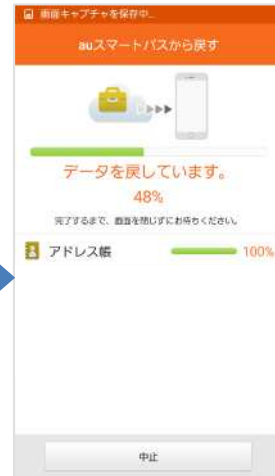 画面キャプチャを保存中...
auスマートパスから戻す
データを戻しています。
48%
完了するまで、画面を閉じずにお待ちください。
アドレス帳 100%
中止